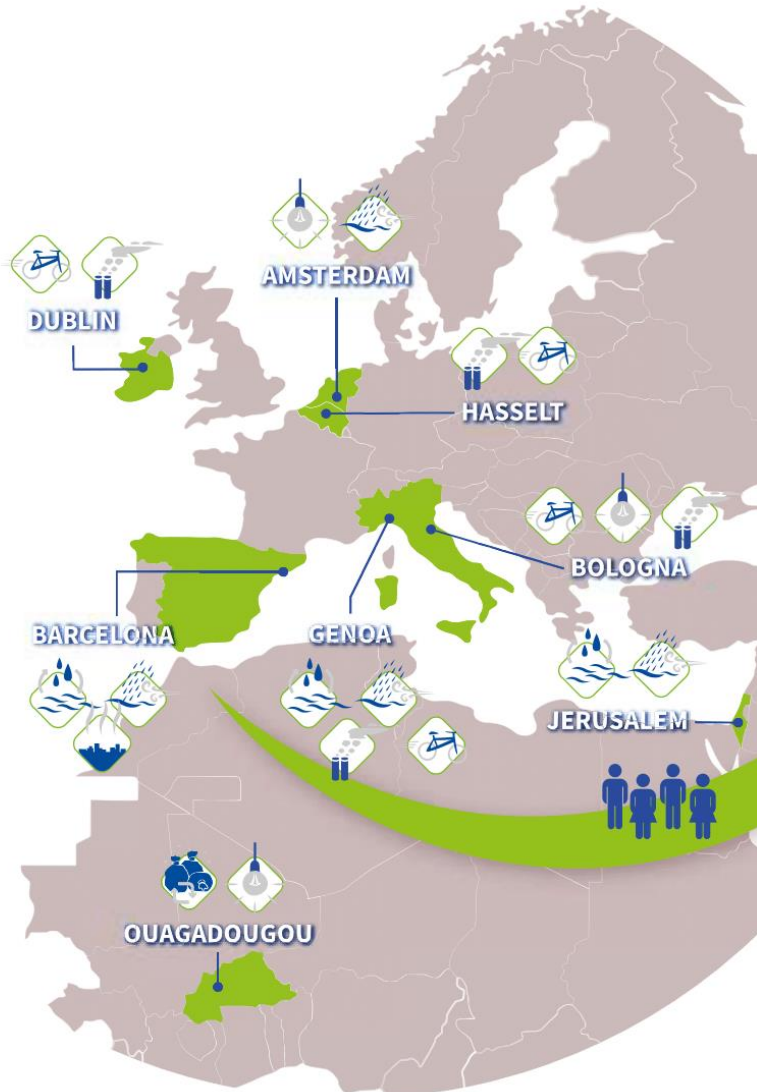 AMSTERDAM
DUBLIN
HASSELT
BOLOGNA
BARCELONA
GENOA
JERUSALEM
OUAGADOUGOU